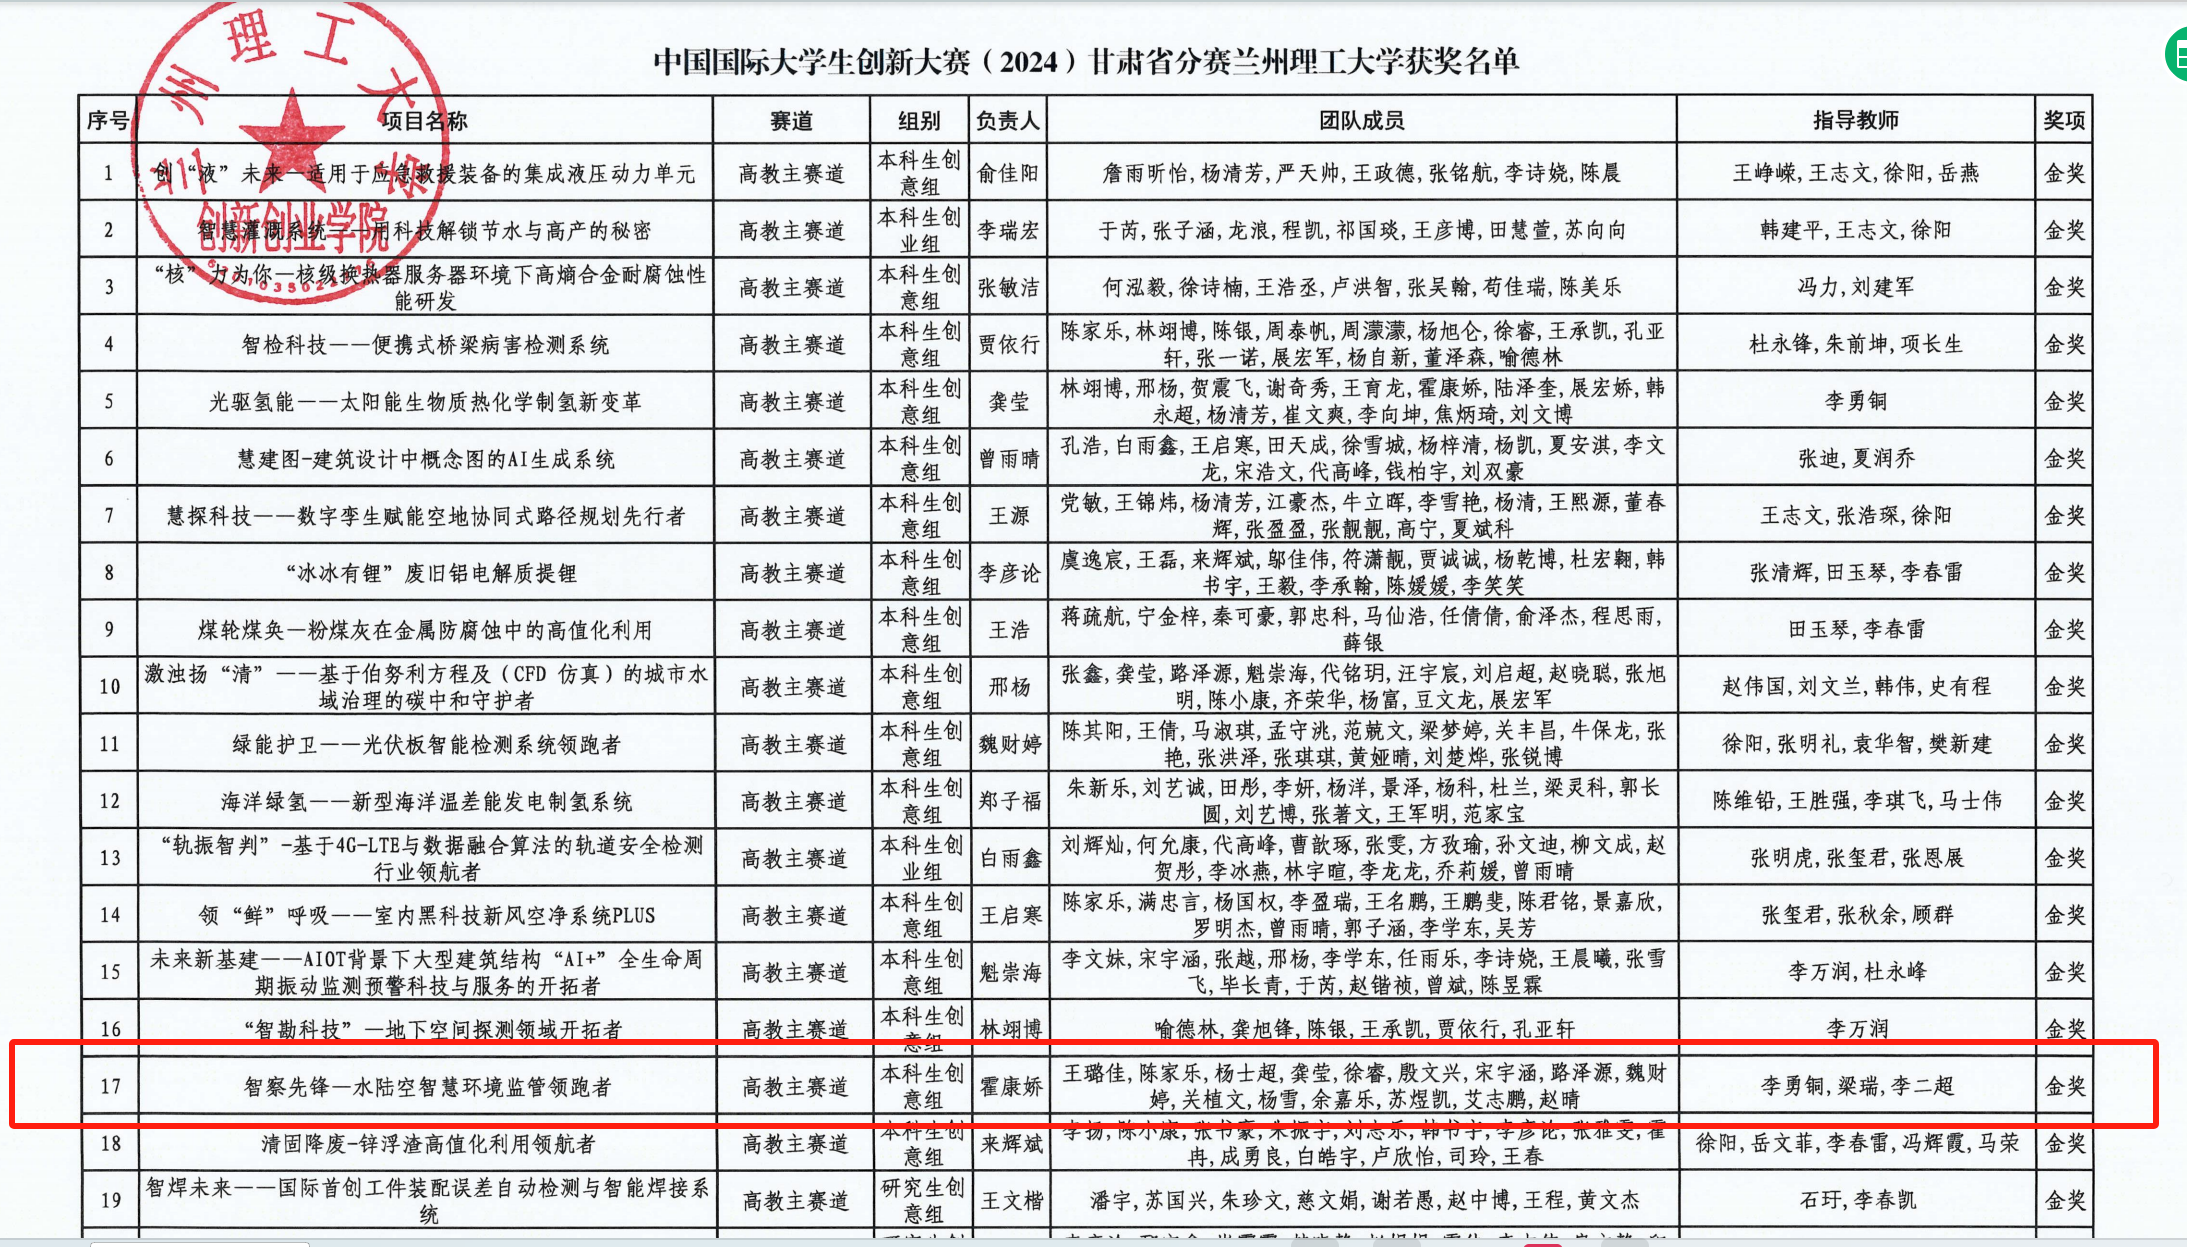 中国国际大学生创新大赛（2024）甘肃省分赛兰州理工大学获奖名单
兰州理工大学
创新创业学院
序号 项目名称 赛道 组别 负责人 团队成员 指导教师 奖项
1 创“液”未来—适用于应急救援装备的集成液压动力单元 高教主赛道 本科生创意组 俞佳阳 詹雨昕怡,杨清芳,严天帅,王政德,张铭航,李诗娆,陈晨 王峥嵘,王志文,徐阳,岳燕 金奖
2 智慧灌溉系统——用科技解锁节水与高产的秘密 高教主赛道 本科生创业组 李瑞宏 于芮,张子涵,龙浪,程凯,祁国琰,王彦博,田慧萱,苏向向 韩建平,王志文,徐阳 金奖
3 “核”力为你—核级换热器服务器环境下高熵合金耐腐蚀性能研发 高教主赛道 本科生创意组 张敏洁 何泓毅,徐诗楠,王浩丞,卢洪智,张吴翰,苟佳瑞,陈美乐 冯力,刘建军 金奖
4 智检科技——便携式桥梁病害检测系统 高教主赛道 本科生创意组 贾依行 陈家乐,林翊博,陈银,周泰帆,周濛濛,杨旭仑,徐睿,王承凯,孔亚轩,张一诺,展宏军,杨自新,董泽森,喻德林 杜永锋,朱前坤,项长生 金奖
5 光驱氢能——太阳能生物质热化学制氢新变革 高教主赛道 本科生创意组 龚莹 林翊博,邢杨,贺震飞,谢奇秀,王育龙,霍康娇,陆泽奎,展宏娇,韩永超,杨清芳,崔文爽,李向坤,焦炳琦,刘文博 李勇铜 金奖
6 慧建图-建筑设计中概念图的AI生成系统 高教主赛道 本科生创意组 曾雨晴 孔浩,白雨鑫,王启寒,田天成,徐雪城,杨梓清,杨凯,夏安淇,李文龙,宋浩文,代高峰,钱柏宇,刘双豪 张迪,夏润乔 金奖
7 慧探科技——数字孪生赋能空地协同式路径规划先行者 高教主赛道 本科生创意组 王源 党敏,王锦炜,杨清芳,江豪杰,牛立晖,李雪艳,杨清,王熙源,董春辉,张盈盈,张靓靓,高宁,夏斌科 王志文,张浩琛,徐阳 金奖
8 “冰冰有锂”废旧铝电解质提锂 高教主赛道 本科生创意组 李彦论 虞逸宸,王磊,来辉斌,邬佳伟,符潇靓,贾诚诚,杨乾博,杜宏翱,韩书宇,王毅,李承翰,陈媛媛,李笑笑 张清辉,田玉琴,李春雷 金奖
9 煤轮煤奂—粉煤灰在金属防腐蚀中的高值化利用 高教主赛道 本科生创意组 王浩 蒋疏航,宁金梓,秦可豪,郭忠科,马仙浩,任倩倩,俞泽杰,程思雨,薛银 田玉琴,李春雷 金奖
10 激浊扬“清”——基于伯努利方程及（CFD 仿真）的城市水域治理的碳中和守护者 高教主赛道 本科生创意组 邢杨 张鑫,龚莹,路泽源,魁崇海,代铭玥,汪宇宸,刘启超,赵晓聪,张旭明,陈小康,齐荣华,杨富,豆文龙,展宏军 赵伟国,刘文兰,韩伟,史有程 金奖
11 绿能护卫——光伏板智能检测系统领跑者 高教主赛道 本科生创意组 魏财婷 陈其阳,王倩,马淑琪,孟守洮,范兢文,梁梦婷,关丰昌,牛保龙,张艳,张洪泽,张琪琪,黄娅晴,刘楚烨,张锐博 徐阳,张明礼,袁华智,樊新建 金奖
12 海洋绿氢——新型海洋温差能发电制氢系统 高教主赛道 本科生创意组 郑子福 朱新乐,刘艺诚,田彤,李妍,杨洋,景泽,杨科,杜兰,梁灵科,郭长圆,刘艺博,张著文,王军明,范家宝 陈维铅,王胜强,李琪飞,马士伟 金奖
13 “轨振智判”-基于4G-LTE与数据融合算法的轨道安全检测行业领航者 高教主赛道 本科生创业组 白雨鑫 刘辉灿,何允康,代高峰,曹歆琢,张雯,方孜瑜,孙文迪,柳文成,赵贺彤,李冰燕,林宇暄,李龙龙,乔莉媛,曾雨晴 张明虎,张玺君,张恩展 金奖
14 领“鲜”呼吸——室内黑科技新风空净系统PLUS 高教主赛道 本科生创意组 王启寒 陈家乐,满忠言,杨国权,李盈瑞,王名鹏,王鹏斐,陈君铭,景嘉欣,罗明杰,曾雨晴,郭子涵,李学东,吴芳 张玺君,张秋余,顾群 金奖
15 未来新基建——AIOT背景下大型建筑结构“AI+”全生命周期振动监测预警科技与服务的开拓者 高教主赛道 本科生创意组 魁崇海 李文妹,宋宇涵,张越,邢杨,李学东,任雨乐,李诗娆,王晨曦,张雪飞,毕长青,于芮,赵锴祯,曾斌,陈昱霖 李万润,杜永峰 金奖
16 “智勘科技”—地下空间探测领域开拓者 高教主赛道 本科生创意组 林翊博 喻德林,龚旭锋,陈银,王承凯,贾依行,孔亚轩 李万润 金奖
17 智察先锋—水陆空智慧环境监管领跑者 高教主赛道 本科生创意组 霍康娇 王璐佳,陈家乐,杨士超,龚莹,徐睿,殷文兴,宋宇涵,路泽源,魏财婷,关植文,杨雪,余嘉乐,苏煜凯,艾志鹏,赵晴 李勇铜,梁瑞,李二超 金奖
18 清固降废-锌浮渣高值化利用领航者 高教主赛道 本科生创意组 来辉斌 李扬,陈小康,张书豪,朱振宇,刘志乐,韩书宇,李彦论,张雅雯,霍冉,成勇良,白皓宇,卢欣怡,司玲,王春 徐阳,岳文菲,李春雷,冯辉霞,马荣 金奖
19 智焊未来——国际首创工件装配误差自动检测与智能焊接系统 高教主赛道 研究生创意组 王文楷 潘宇,苏国兴,朱珍文,慈文娟,谢若愚,赵中博,王程,黄文杰 石玗,李春凯 金奖